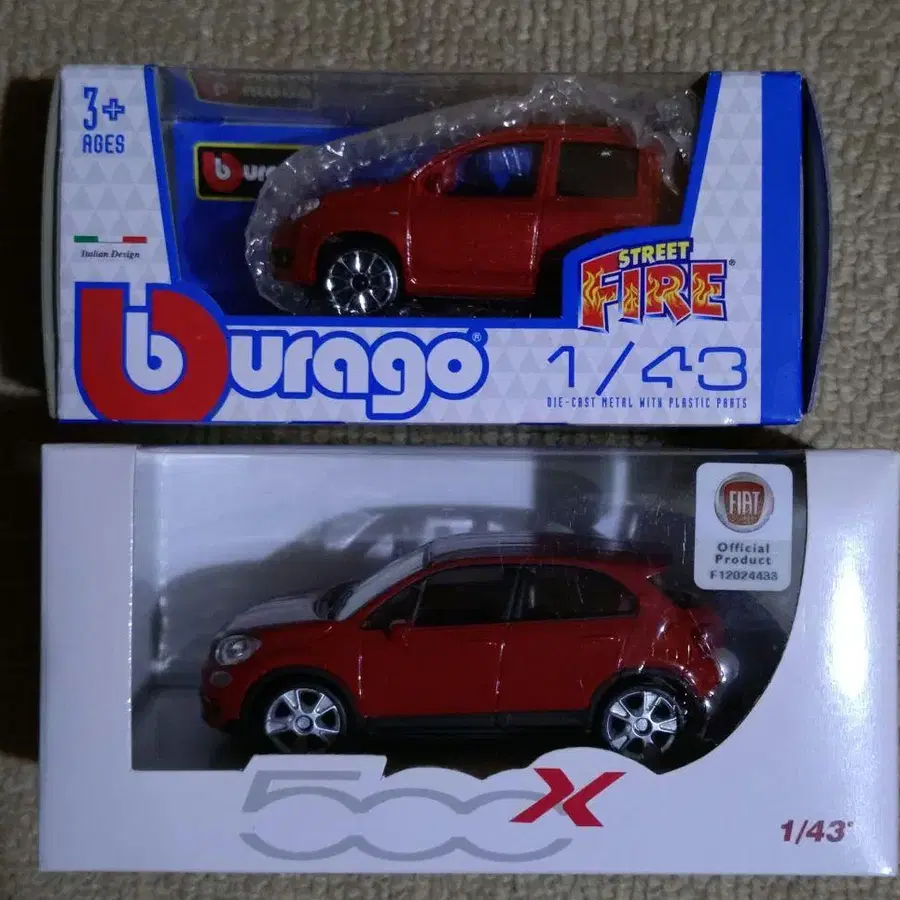 3+
AGES
bura
Italian Design
STREET
FIRE®
burago®
1/43
DIE-CAST METAL WITH PLASTIC PARTS
FIAT
Official
Product
F12024433
500X
1/43